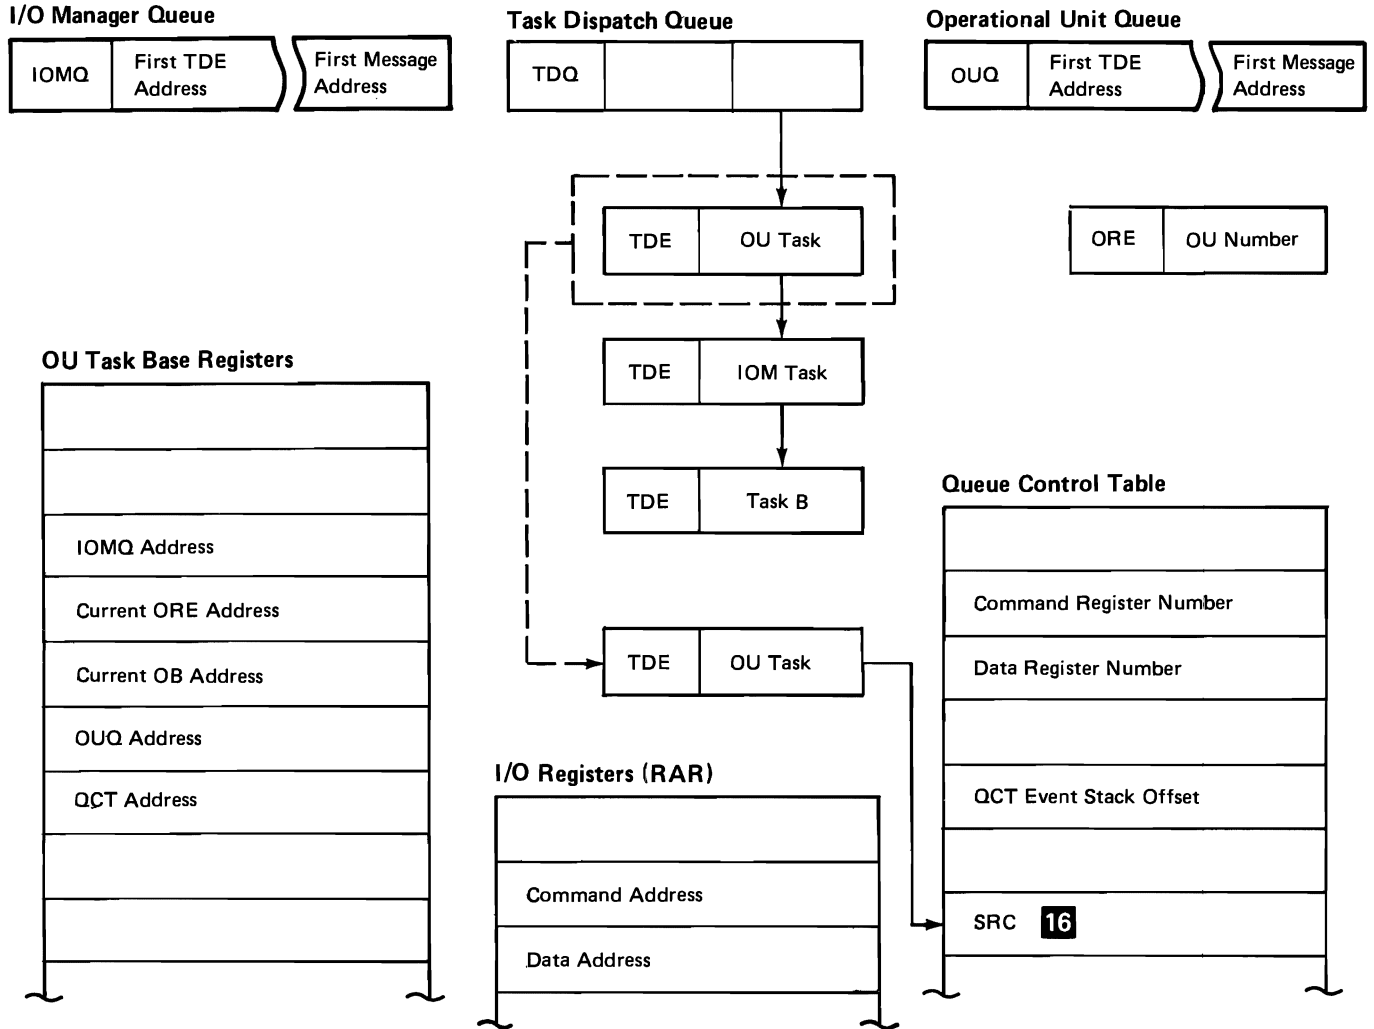 I/O Manager Queue
IOMQ
First TDE
Address
First Message
Address
Task Dispatch Queue
TDQ
Operational Unit Queue
OUQ
First TDE
Address
First Message
Address
TDE
OU Task
ORE
OU Number
TDE
IOM Task
TDE
Task B
TDE
OU Task
OU Task Base Registers
IOMQ Address
Current ORE Address
Current OB Address
OUQ Address
QCT Address
I/O Registers (RAR)
Command Address
Data Address
Queue Control Table
Command Register Number
Data Register Number
QCT Event Stack Offset
SRC 16